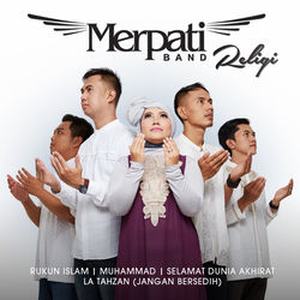 Merpati
BAND
Religi
RUKUN ISLAM | MUHAMMAD | SELAMAT DUNIA AKHIRAT
LA TAHZAN (JANGAN BERSEDIH)